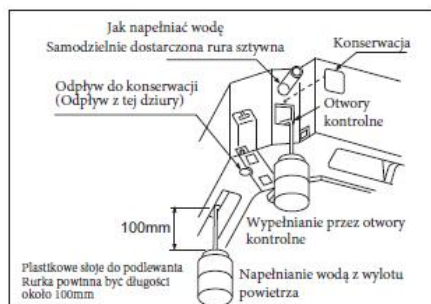 Jak napełniać wodę
Samodzielnie dostarczona rura sztywna
Konserwacja
Odpływ do konserwacji
(Odpływ z tej dziury)
Otwory
kontrolne
100mm
Wypełnianie przez otwory
kontrolne
Plastikowe słoje do podlewania
Rurka powinna być długości
około 100mm
Napełnianie wodą z wylotu
powietrza